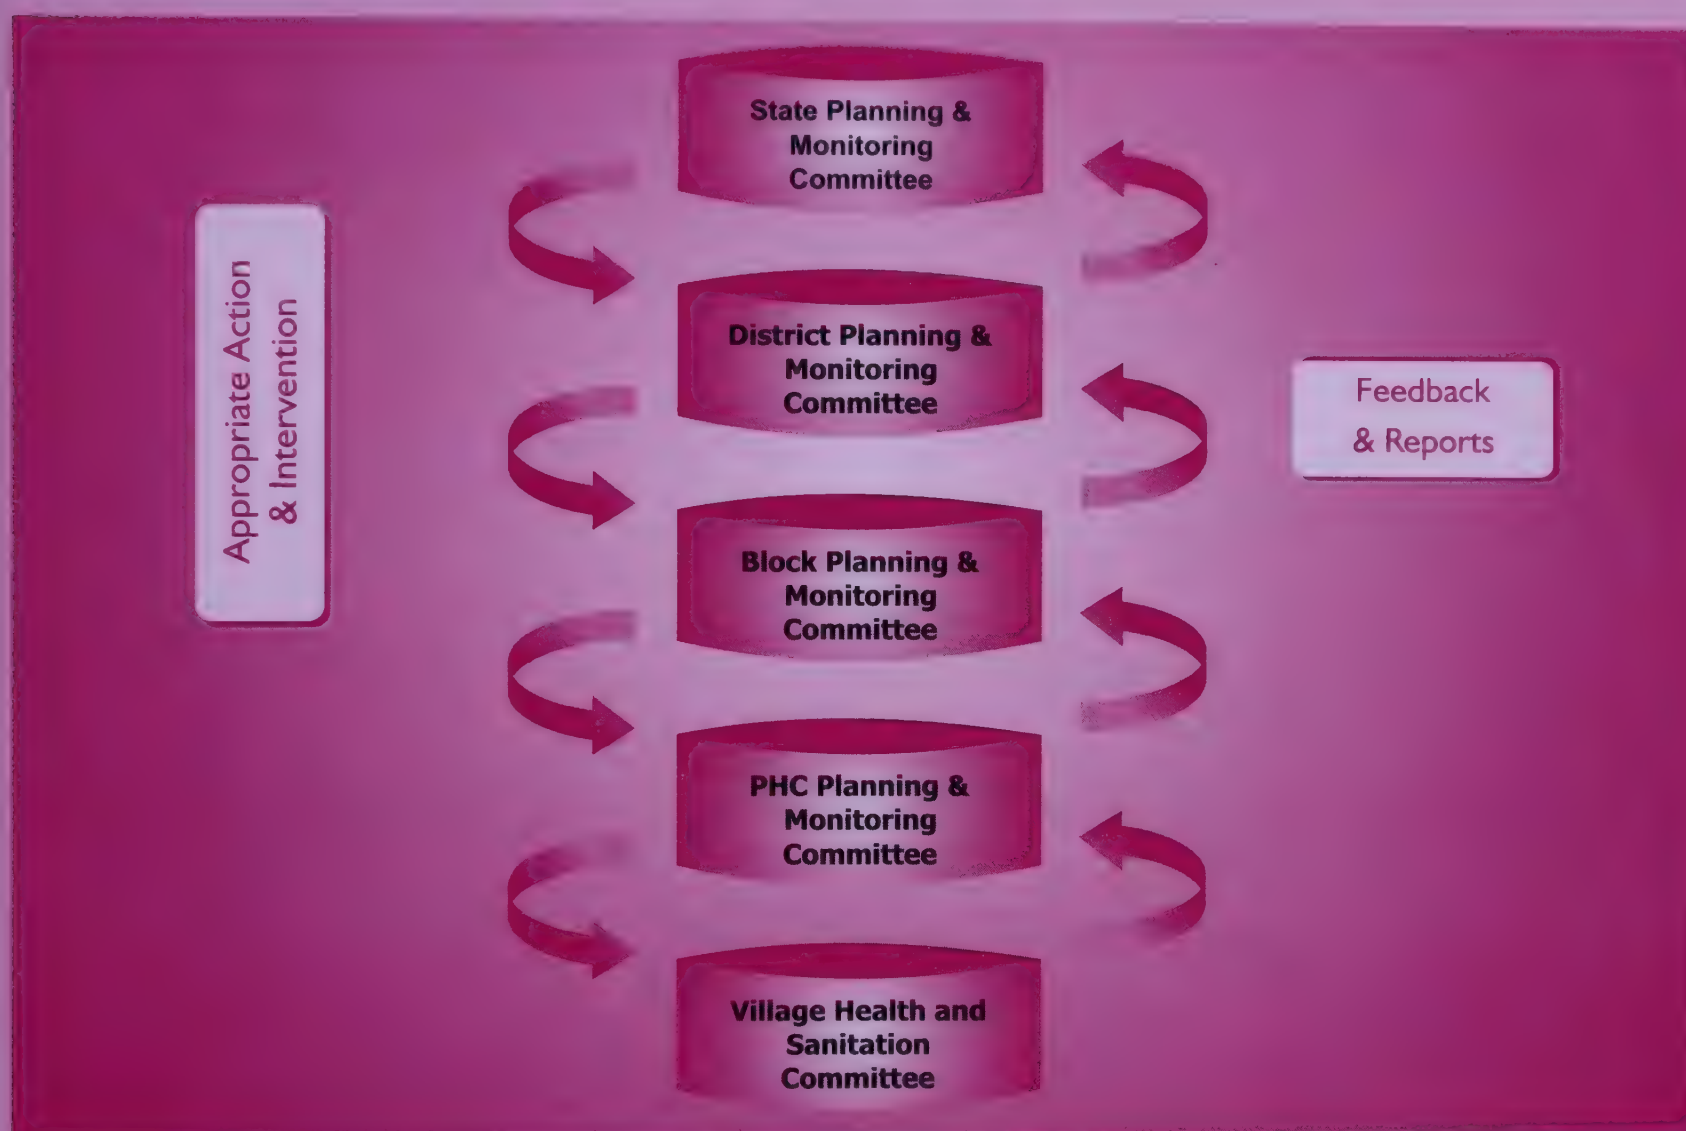 State Planning &
Monitoring
Committee
Appropriate Action
& Intervention
District Planning &
Monitoring
Committee
Feedback
& Reports
Block Planning &
Monitoring
Committee
PHC Planning &
Monitoring
Committee
Village Health and
Sanitation
Committee